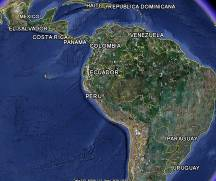 HAITI
REPUBLICA DOMINICANA
MEXICO
EL SALVADOR
COSTA RICA
PANAMA
VENEZUELA
COLOMBIA
ECUADOR
PERU
PARAGUAY
URUGUAY